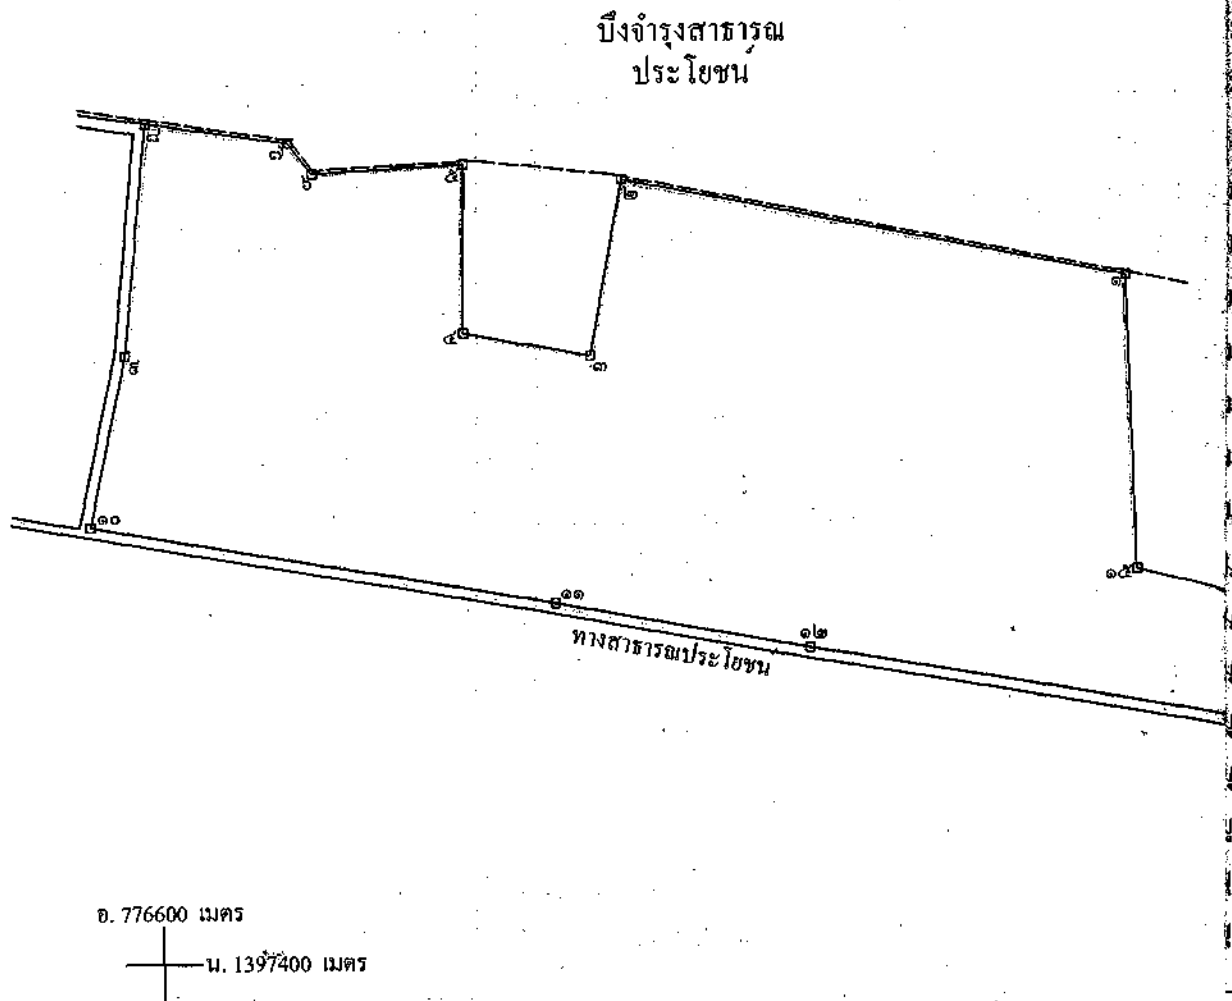 บึงจำรุงสาธารณ
ประโยชน์
๘
๗
๖
๕
๒
๑
๔
๓
๙
๑๐
๑๑
๑๒
๑๕
ทางสาธารณประโยชน์
อ. 776600 เมตร
น. 1397400 เมตร